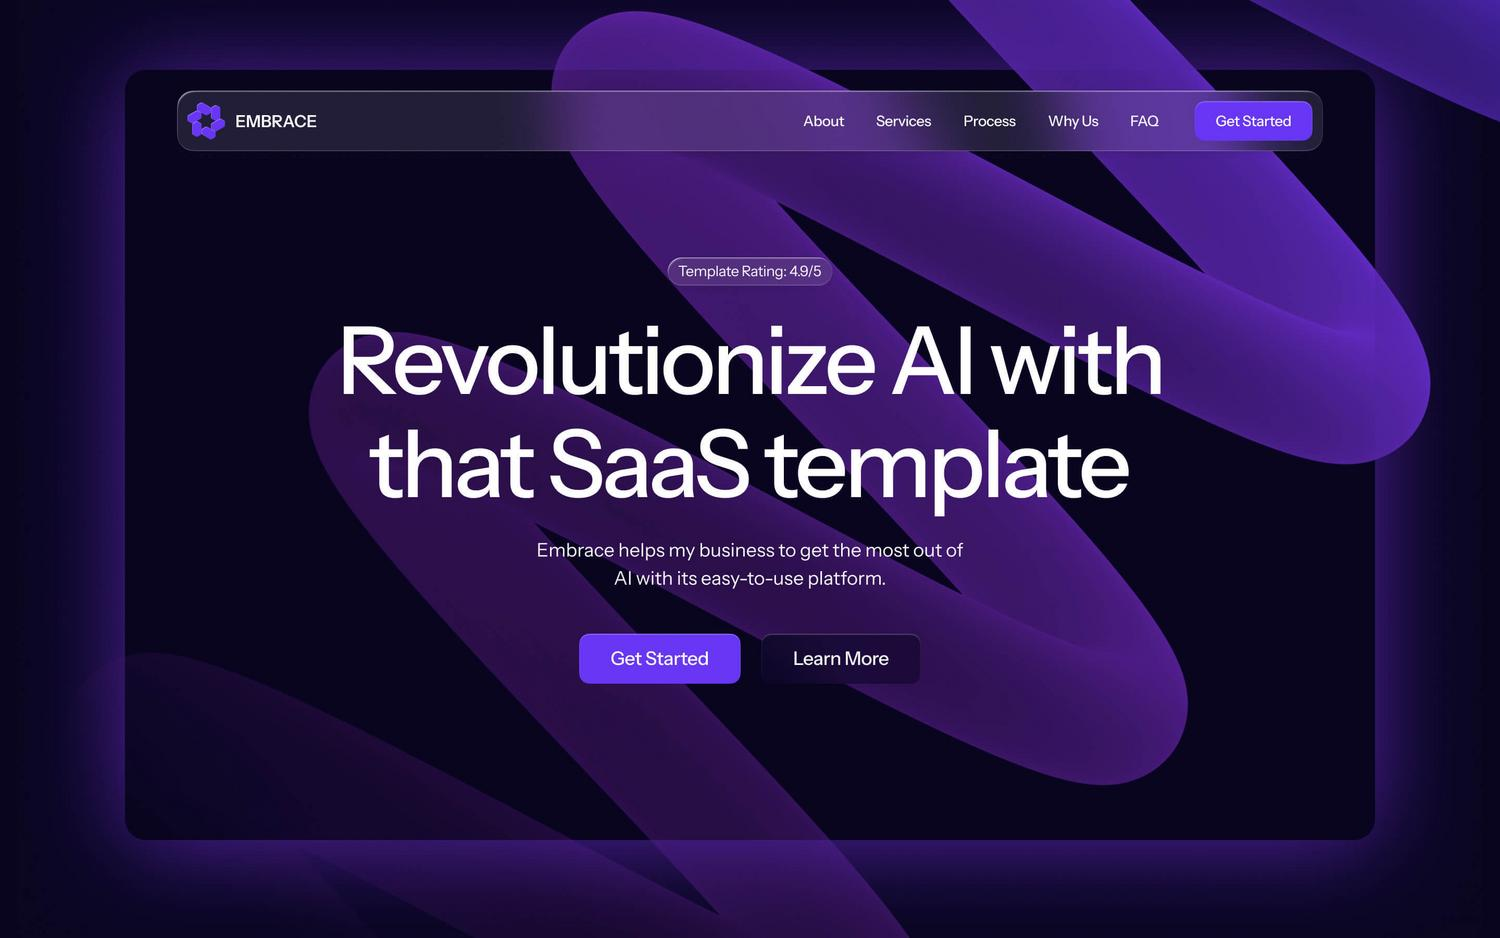 EMBRACE
About
Services
Process
Why Us
FAQ
Get Started
Template Rating: 4.9/5
Revolutionize AI with
that SaaS template
Embrace helps my business to get the most out of
AI with its easy-to-use platform.
Get Started
Learn More